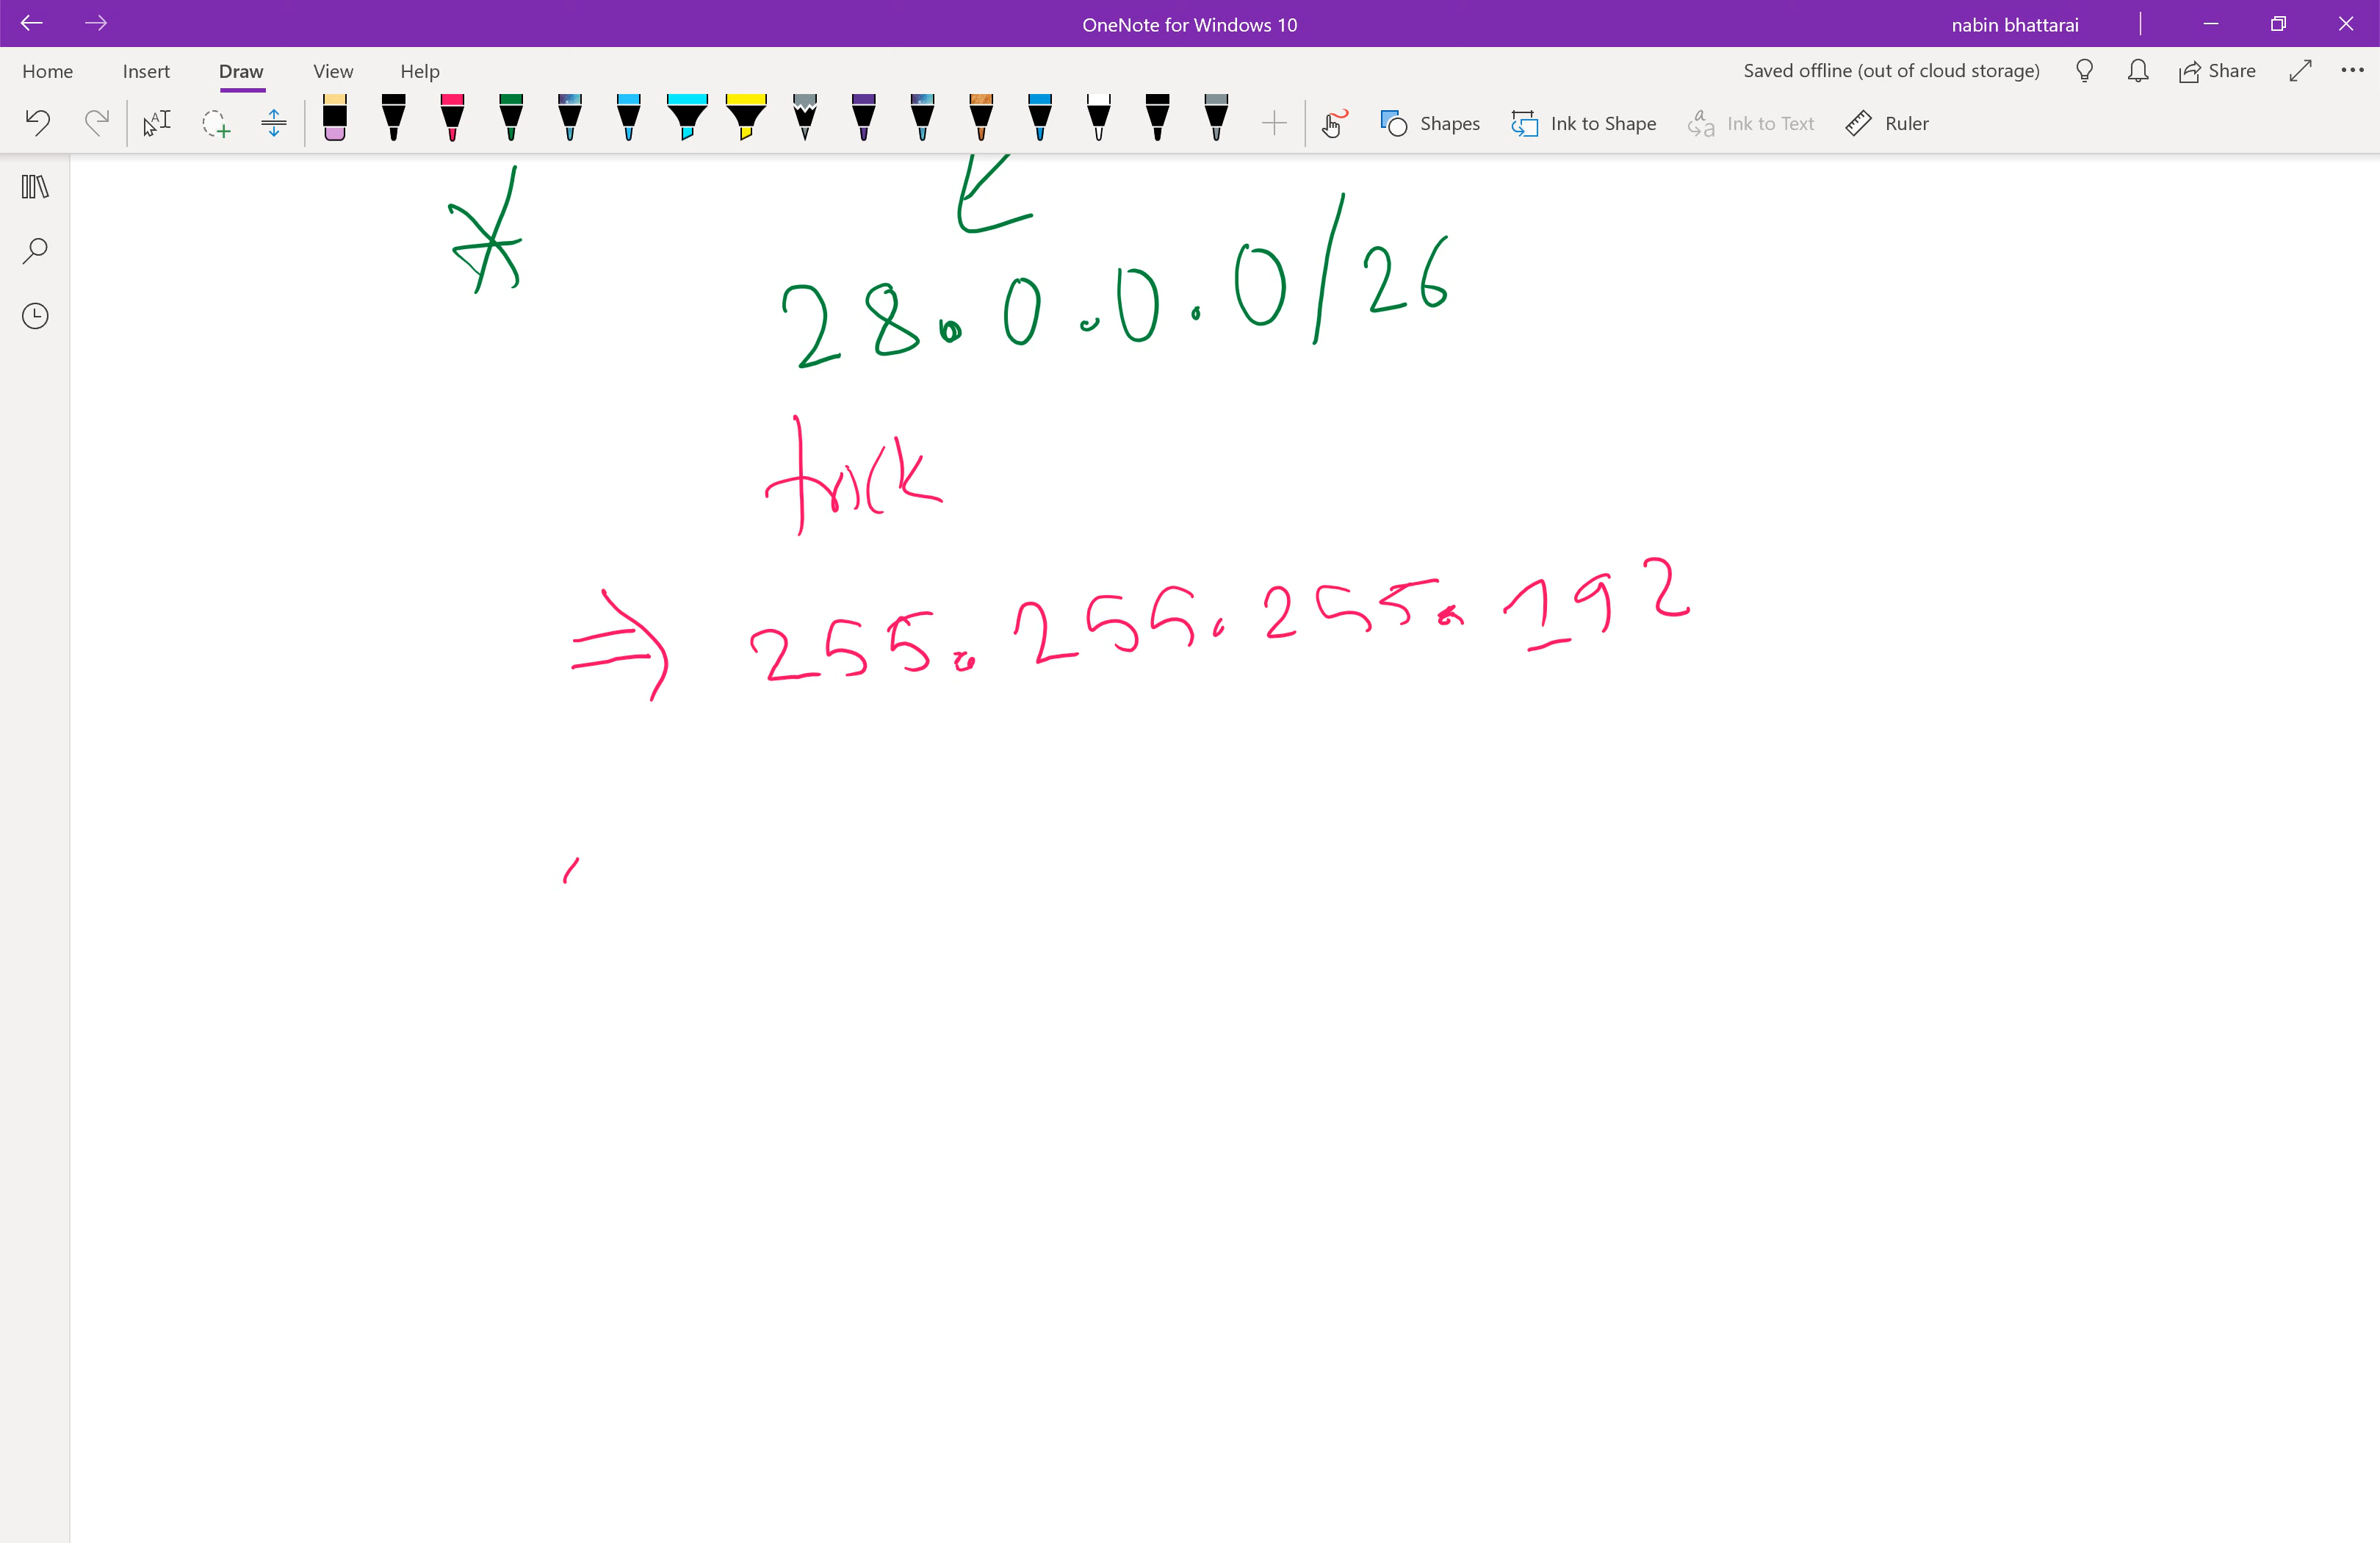 OneNote for Windows 10
nabin bhattarai
Home Insert Draw View Help
Saved offline (out of cloud storage)
Share
Shapes Ink to Shape Ink to Text Ruler
28.0.0.0/26
trick
⇒ 255.255.255.192